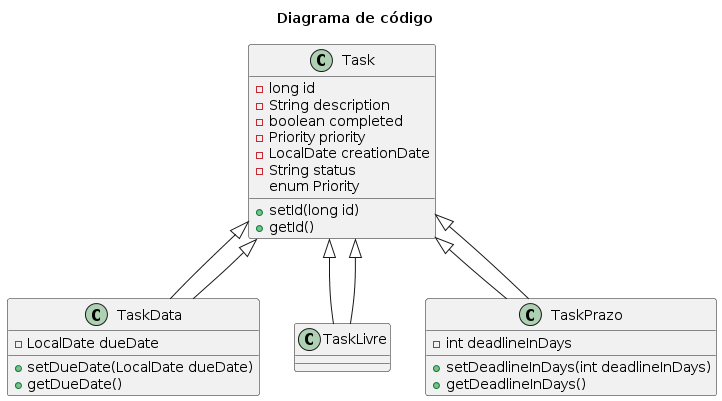 Diagrama de código
C Task
long id
String description
boolean completed
Priority priority
LocalDate creationDate
String status
enum Priority
setId(long id)
getId()
C TaskData
LocalDate dueDate
setDueDate(LocalDate dueDate)
getDueDate()
C TaskLivre
C TaskPrazo
int deadlineInDays
setDeadlineInDays(int deadlineInDays)
getDeadlineInDays()